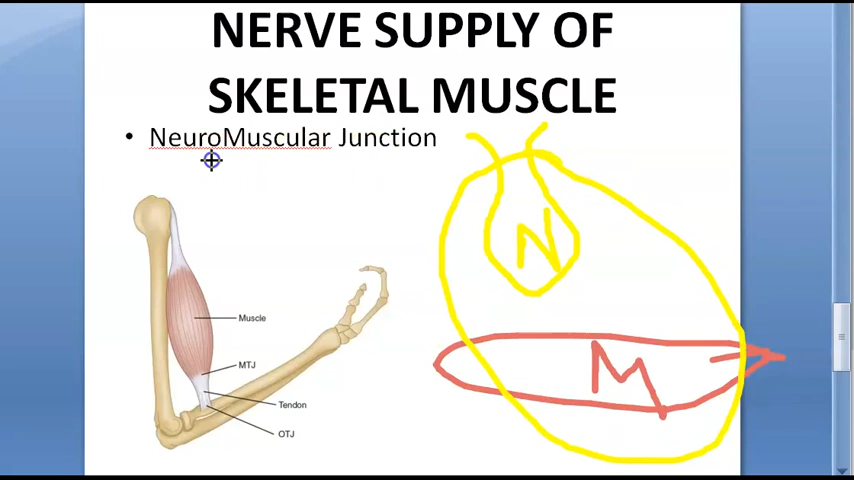 NERVE SUPPLY OF
SKELETAL MUSCLE
• NeuroMuscular Junction
N
Muscle
M
MTJ
Tendon
OTJ